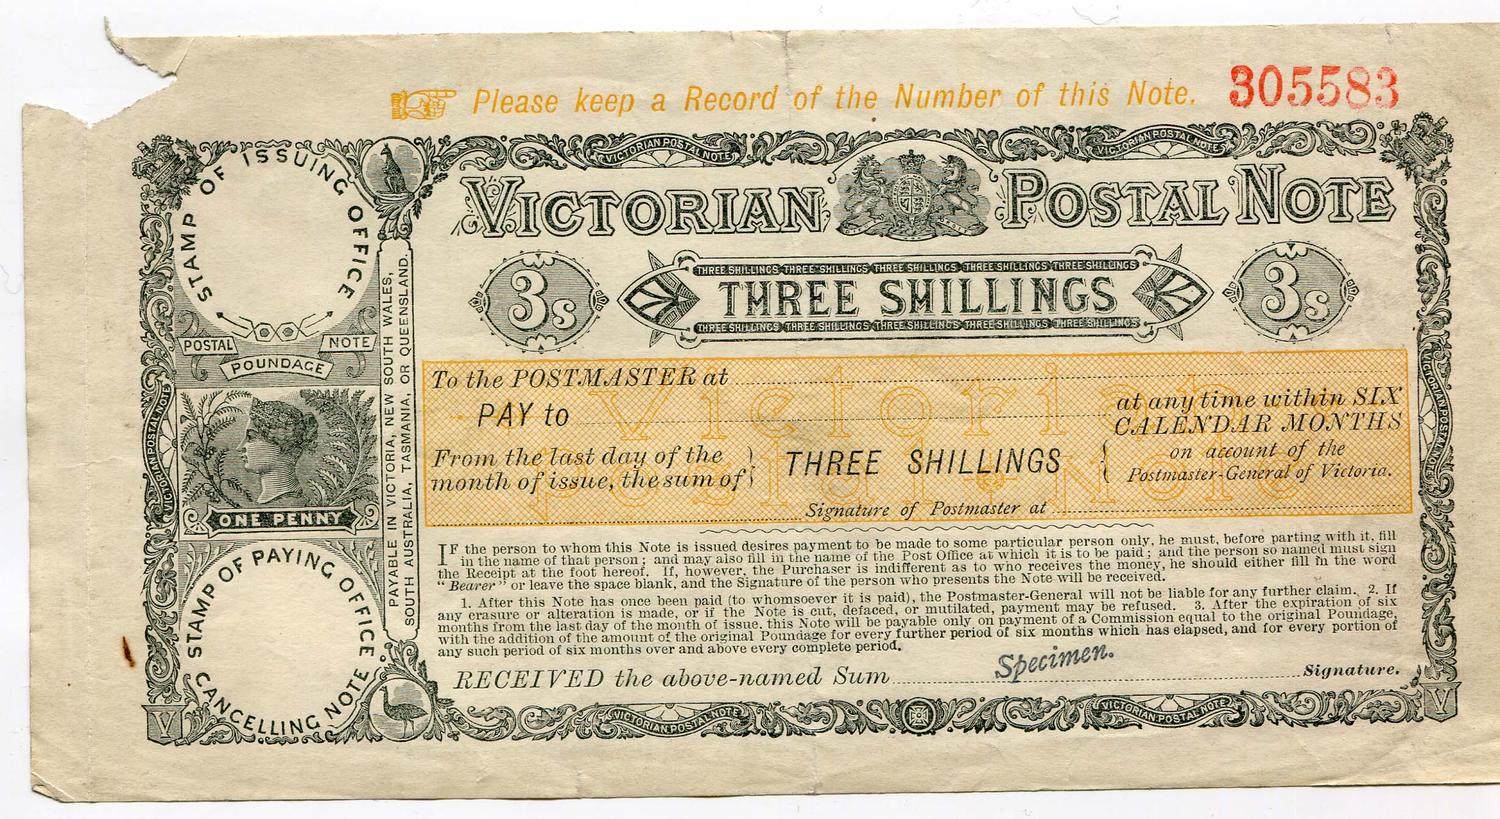 Please keep a Record of the Number of this Note. 305583
VICTORIAN POSTAL NOTE
VICTORIAN POSTAL NOTE
VICTORIAN POSTAL NOTE
STAMP OF ISSUING OFFICE
POSTAL NOTE
POUNDAGE
ONE PENNY
STAMP OF PAYING OFFICE
CANCELLING NOTE
PAYABLE IN VICTORIA, NEW SOUTH WALES,
SOUTH AUSTRALIA, TASMANIA, OR QUEENSLAND.
3s
THREE SHILLINGS THREE SHILLINGS THREE SHILLINGS THREE SHILLINGS THREE SHILLINGS
THREE SHILLINGS
THREE SHILLINGS THREE SHILLINGS THREE SHILLINGS THREE SHILLINGS THREE SHILLINGS
3s
Victorian
Postal Note
To the POSTMASTER at
PAY to
at any time within SIX
CALENDAR MONTHS
From the last day of the
month of issue, the sum of
THREE SHILLINGS
on account of the
Postmaster-General of Victoria.
Signature of Postmaster at
IF the person to whom this Note is issued desires payment to be made to some particular person only, he must, before parting with it, fill
in the name of that person; and may also fill in the name of the Post Office at which it is to be paid; and the person so named must sign
the Receipt at the foot hereof. If, however, the Purchaser is indifferent as to who receives the money, he should either fill in the word
"Bearer" or leave the space blank, and the Signature of the person who presents the Note will be received.
1. After this Note has once been paid (to whomsoever it is paid), the Postmaster-General will not be liable for any further claim. 2. If
any erasure or alteration is made, or if the Note is cut, defaced, or mutilated, payment may be refused. 3. After the expiration of six
months from the last day of the month of issue, this Note will be payable only on payment of a Commission equal to the original Poundage,
with the addition of the amount of the original Poundage for every further period of six months which has elapsed, and for every portion of
any such period of six months over and above every complete period.
RECEIVED the above-named Sum
Specimen.
Signature.
VICTORIAN POSTAL NOTE
VICTORIAN POSTAL NOTE
VICTORIAN POSTAL NOTE
VICTORIAN POSTAL NOTE
V
V